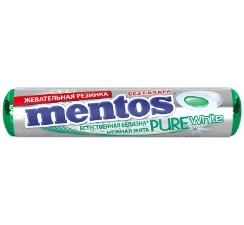 ЖЕВАТЕЛЬНАЯ РЕЗИНКА
БЕЗ САХАРА
mentos
ЕСТЕСТВЕННАЯ БЕЛИЗНА*
НЕЖНАЯ МЯТА
PURE White